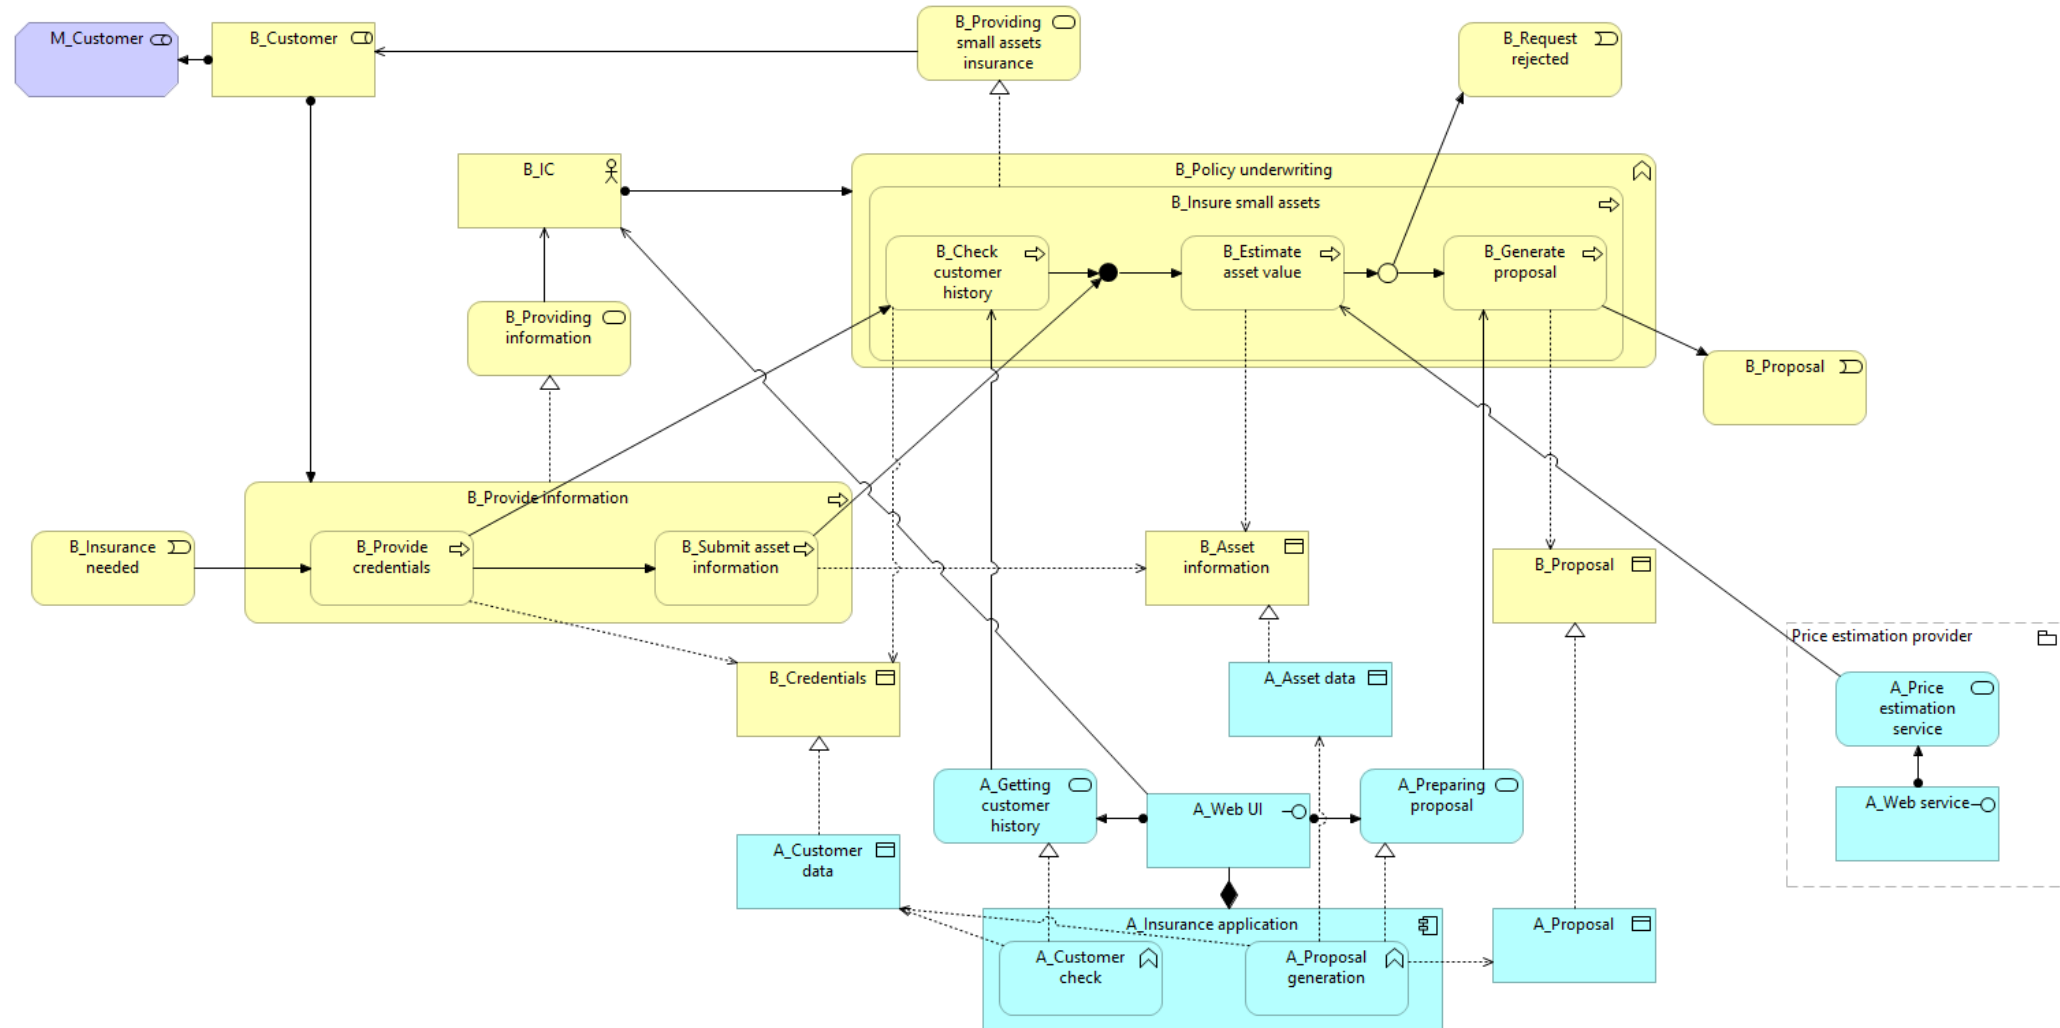 M_Customer
B_Customer
B_Providing
small assets
insurance
B_Request
rejected
B_IC
B_Policy underwriting
B_Insure small assets
B_Check
customer
history
B_Estimate
asset value
B_Generate
proposal
B_Providing
information
B_Proposal
B_Provide information
B_Insurance
needed
B_Provide
credentials
B_Submit asset
information
B_Asset
information
B_Proposal
Price estimation provider
B_Credentials
A_Asset data
A_Price
estimation
service
A_Getting
customer
history
A_Web UI
A_Preparing
proposal
A_Web service
A_Customer
data
A_Insurance application
A_Proposal
A_Customer
check
A_Proposal
generation